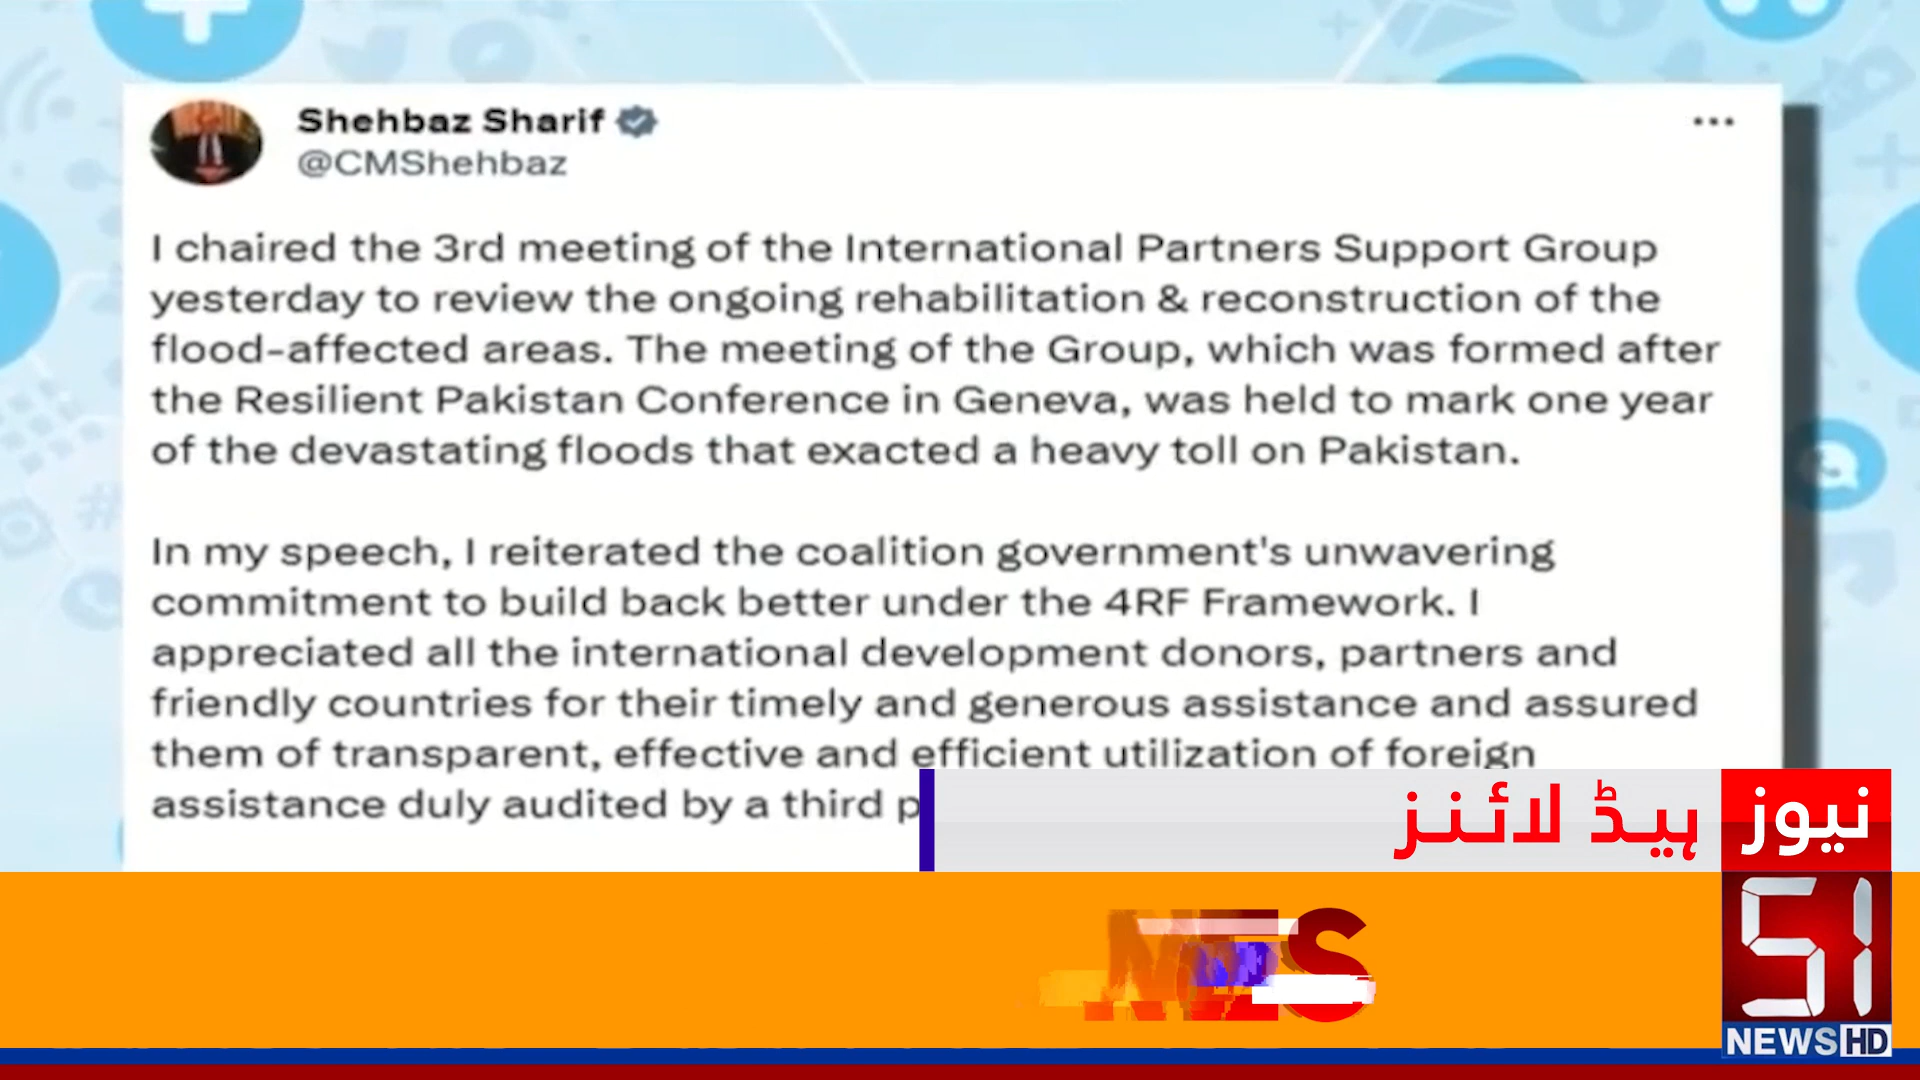 Shehbaz Sharif
@CMShehbaz
I chaired the 3rd meeting of the International Partners Support Group
yesterday to review the ongoing rehabilitation & reconstruction of the
flood-affected areas. The meeting of the Group, which was formed after
the Resilient Pakistan Conference in Geneva, was held to mark one year
of the devastating floods that exacted a heavy toll on Pakistan.
In my speech, I reiterated the coalition government's unwavering
commitment to build back better under the 4RF Framework. I
appreciated all the international development donors, partners and
friendly countries for their timely and generous assistance and assured
them of transparent, effective and efficient utilization of foreign
assistance duly audited by a third p
نیوز ہیڈ لائنز
51
NEWS HD